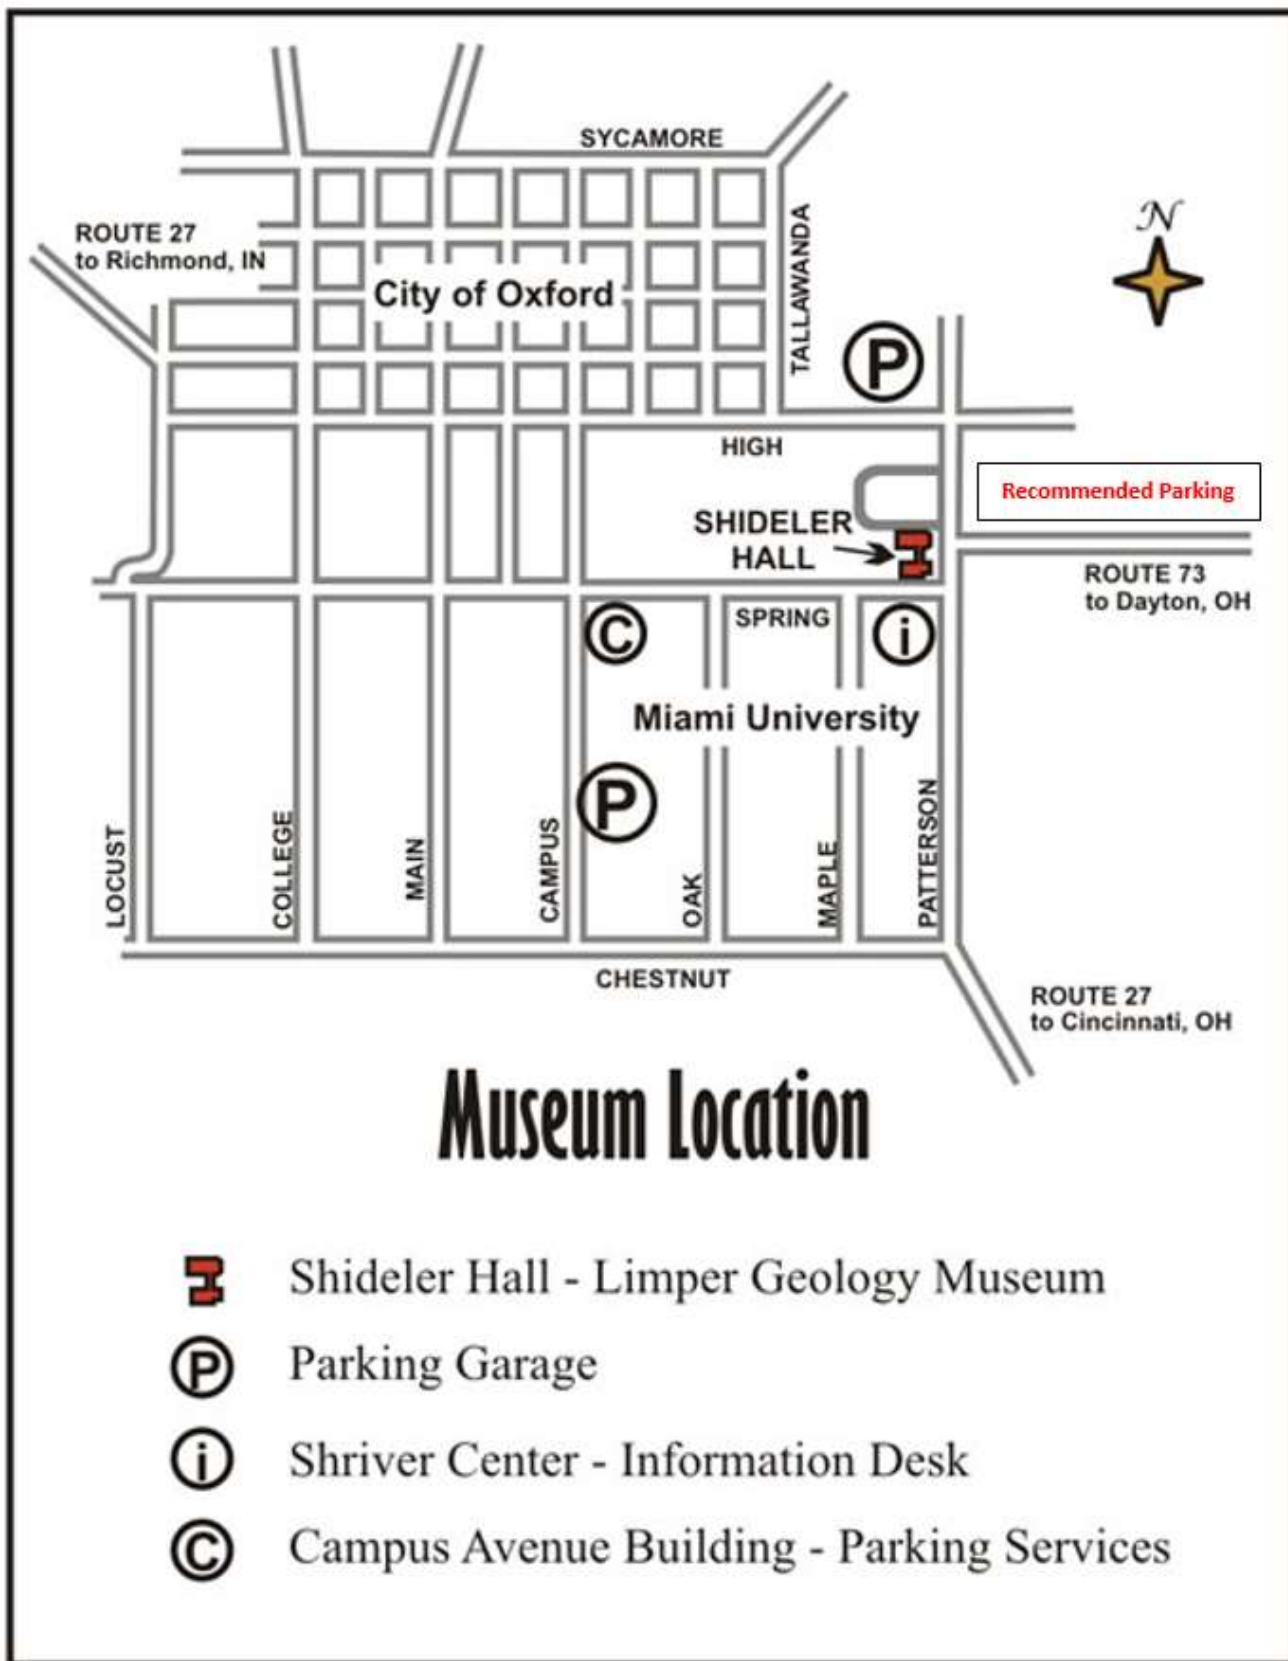 SYCAMORE
N
ROUTE 27
to Richmond, IN
TALLAWANDA
City of Oxford
P
HIGH
Recommended Parking
SHIDELER
HALL
ROUTE 73
to Dayton, OH
C
SPRING
i
Miami University
P
LOCUST
COLLEGE
MAIN
CAMPUS
OAK
MAPLE
PATTERSON
CHESTNUT
ROUTE 27
to Cincinnati, OH
Museum Location
Shideler Hall - Limper Geology Museum
P Parking Garage
i Shriver Center - Information Desk
C Campus Avenue Building - Parking Services